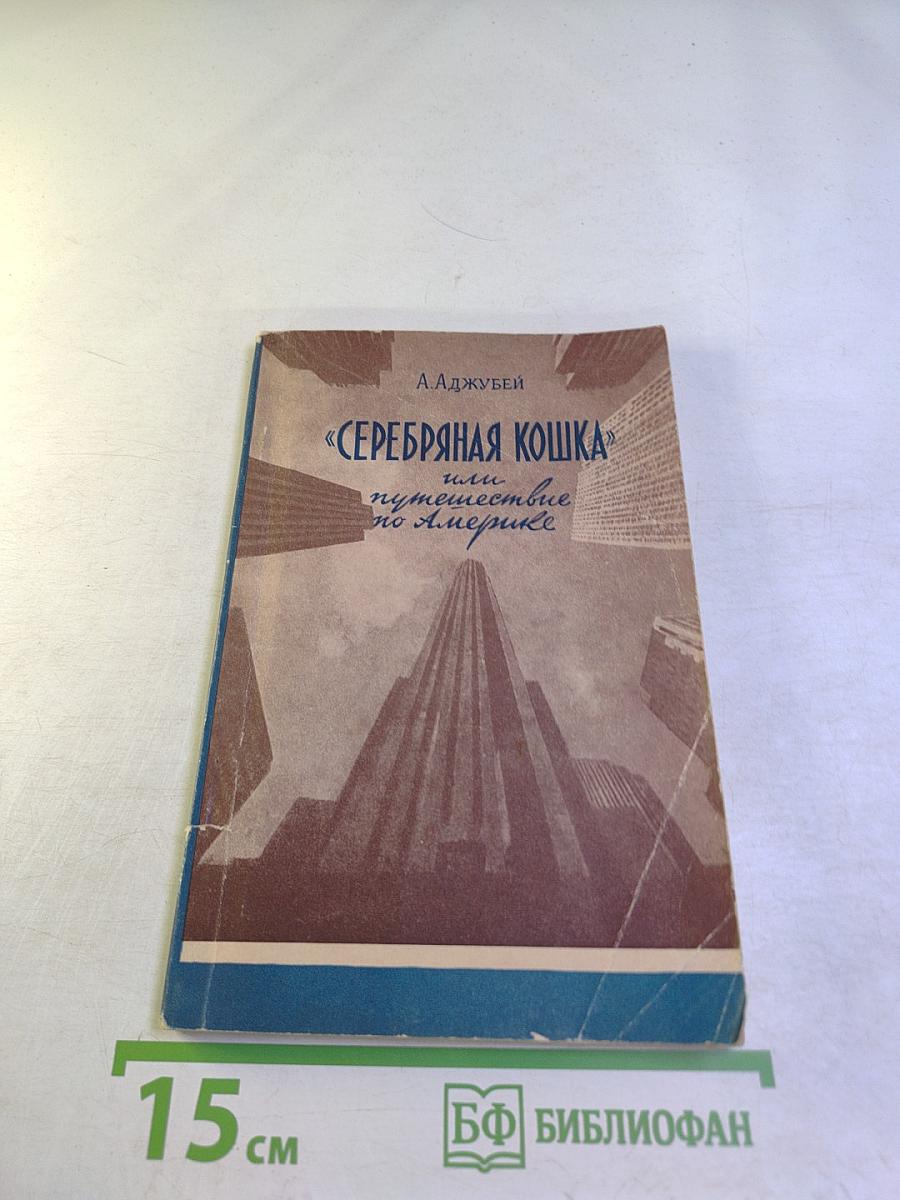 А.Аджубей
«СЕРЕБРЯНАЯ КОШКА»
или
путешествие
по Америке
15 см
БФ БИБЛИОФАН